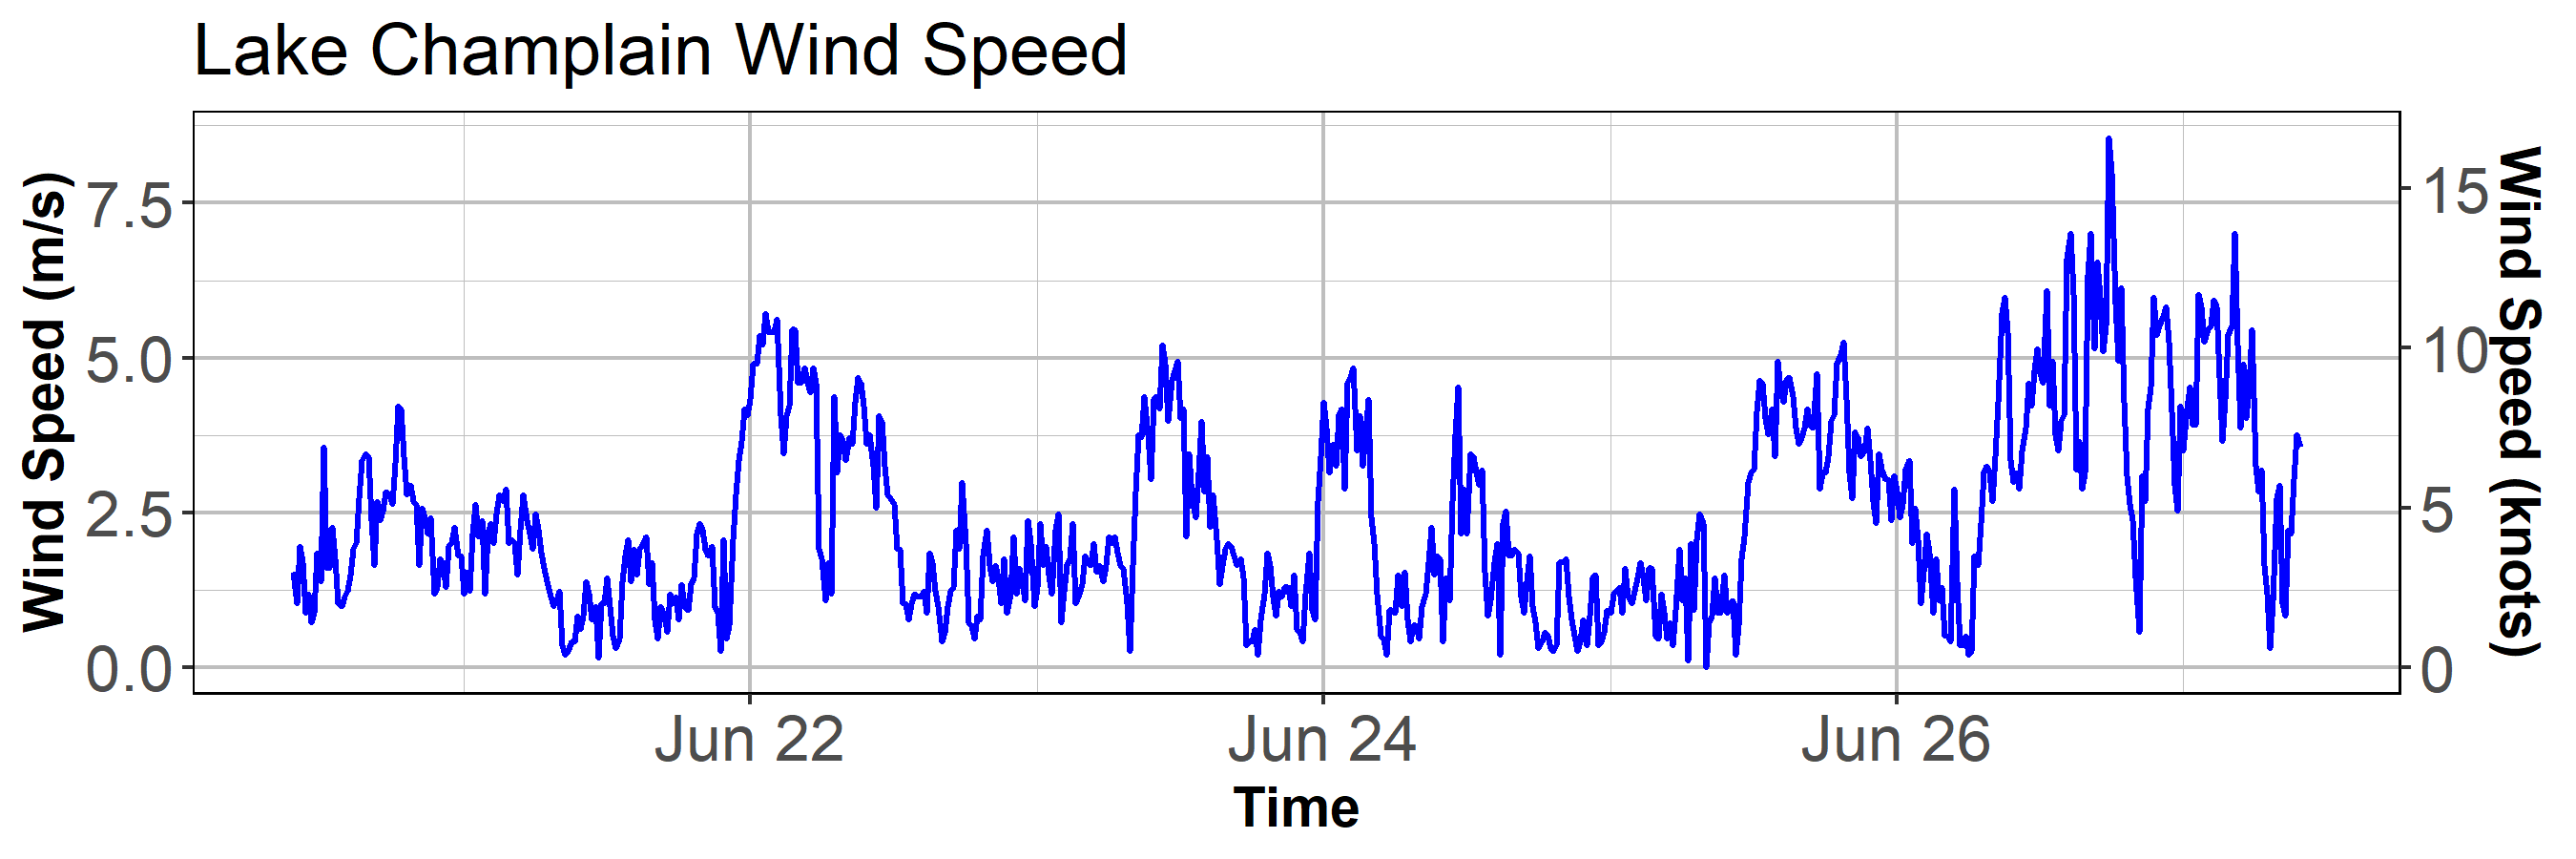 Lake Champlain Wind Speed
Wind Speed (m/s)
7.5
5.0
2.5
0.0
15
10
5
0
Wind Speed (knots)
Jun 22
Jun 24
Jun 26
Time